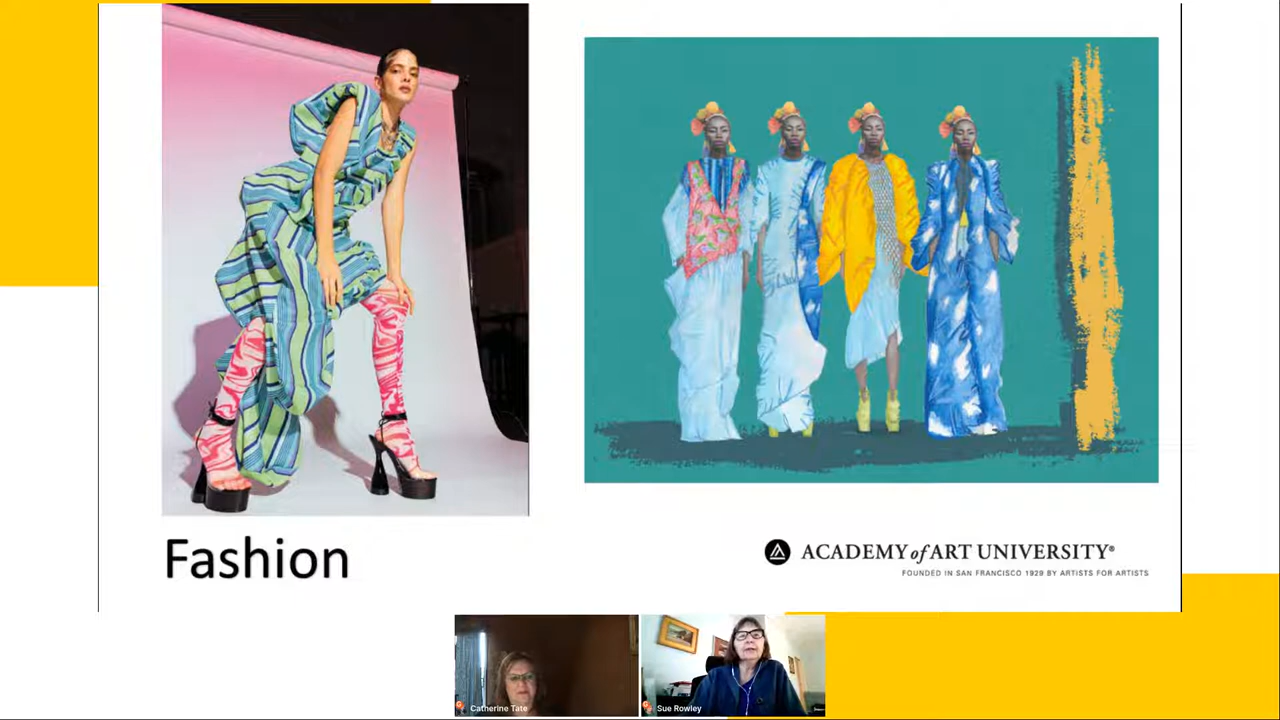 Fashion
ACADEMY of ART UNIVERSITY®
FOUNDED IN SAN FRANCISCO 1929 BY ARTISTS FOR ARTISTS
Catherine Tate
Sue Rowley